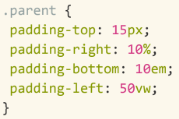 .parent {
padding-top: 15px;
padding-right: 10%;
padding-bottom: 10em;
padding-left: 50vw;
}